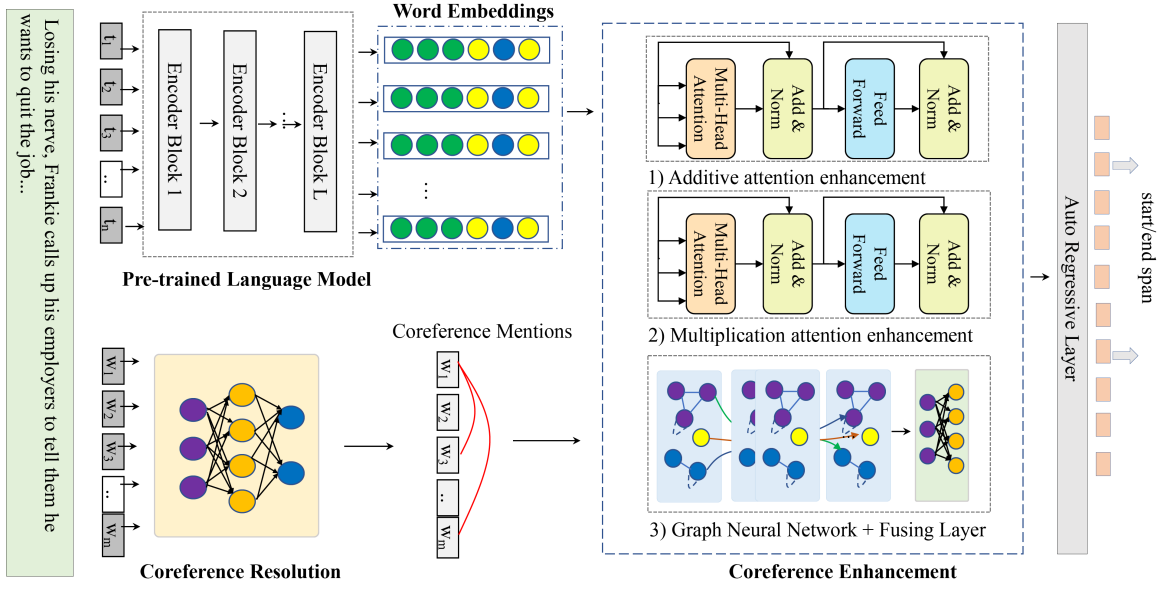 Losing his nerve, Frankie calls up his employers to tell them he
wants to quit the job...
t1
t2
t3
..
tn
Encoder Block 1
Encoder Block 2
...
Encoder Block L
Pre-trained Language Model
Word Embeddings
...
w1
w2
w3
..
wm
Coreference Resolution
Coreference Mentions
w1
w2
w3
..
wm
Multi-Head
Attention
Add &
Norm
Feed
Forward
Add &
Norm
1) Additive attention enhancement
Multi-Head
Attention
Add &
Norm
Feed
Forward
Add &
Norm
2) Multiplication attention enhancement
...
3) Graph Neural Network + Fusing Layer
Coreference Enhancement
Auto Regressive Layer
start/end span